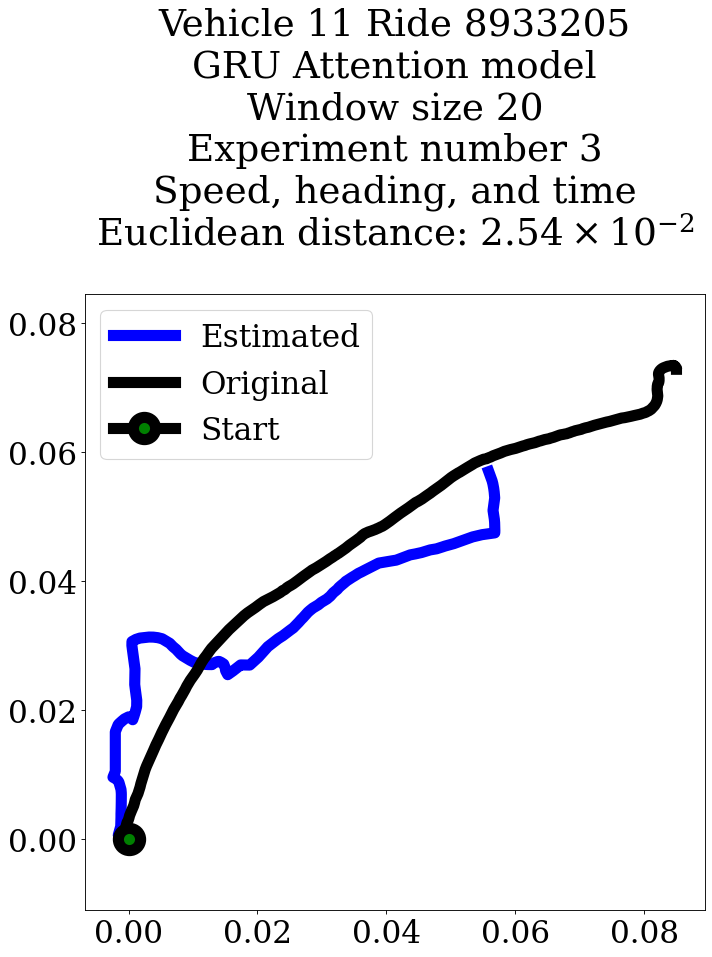 Vehicle 11 Ride 8933205
GRU Attention model
Window size 20
Experiment number 3
Speed, heading, and time
Euclidean distance: 2.54 × 10⁻²
Estimated
Original
Start
0.08
0.06
0.04
0.02
0.00
0.00 0.02 0.04 0.06 0.08